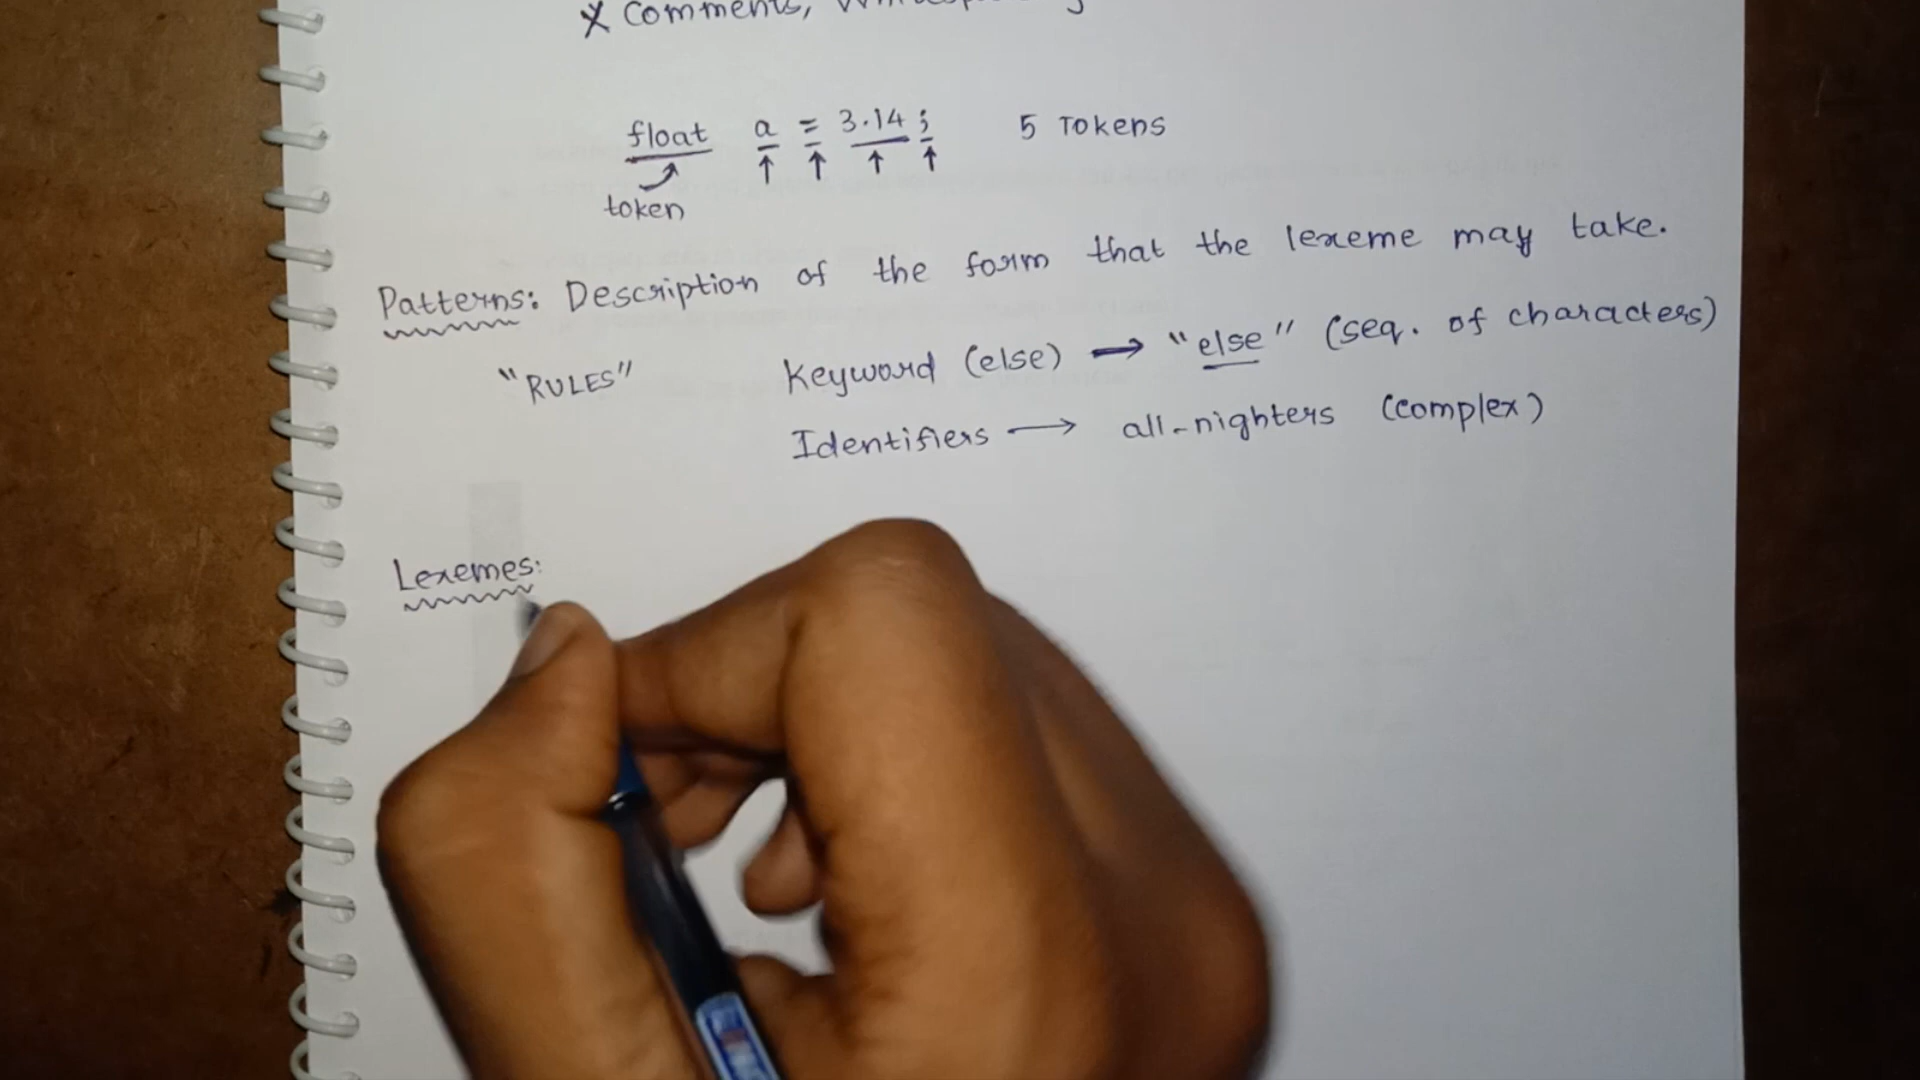 X Comments,
float a = 3.14 ; 5 Tokens
token
Patterns: Description of the form that the lexeme may take.
"RULES" Keyword (else) → "else" (seq. of characters)
Identifiers → all-nighters (complex)
Lexemes: